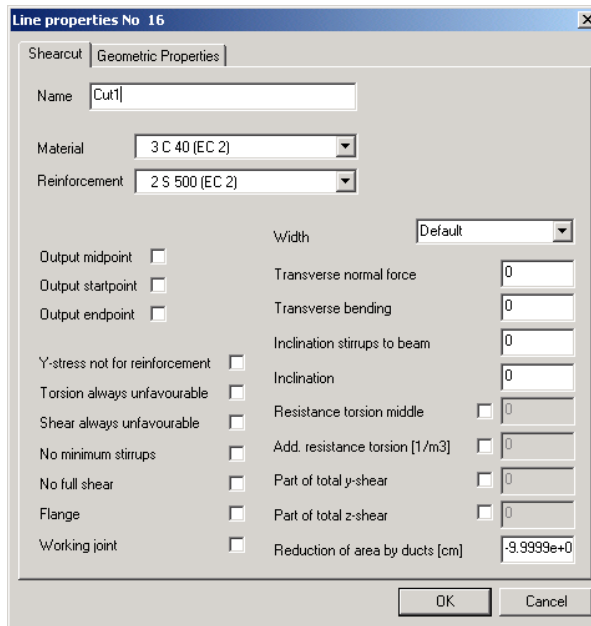 Line properties No 16
Shearcut Geometric Properties
Name Cut1
Material 3 C 40 (EC 2)
Reinforcement 2 S 500 (EC 2)
Width Default
Output midpoint
Output startpoint
Output endpoint
Transverse normal force 0
Transverse bending 0
Inclination stirrups to beam 0
Inclination 0
Y-stress not for reinforcement
Torsion always unfavourable
Shear always unfavourable
No minimum stirrups
No full shear
Flange
Working joint
Resistance torsion middle 0
Add. resistance torsion [1/m3] 0
Part of total y-shear 0
Part of total z-shear 0
Reduction of area by ducts [cm] -9.9999e+0
OK Cancel